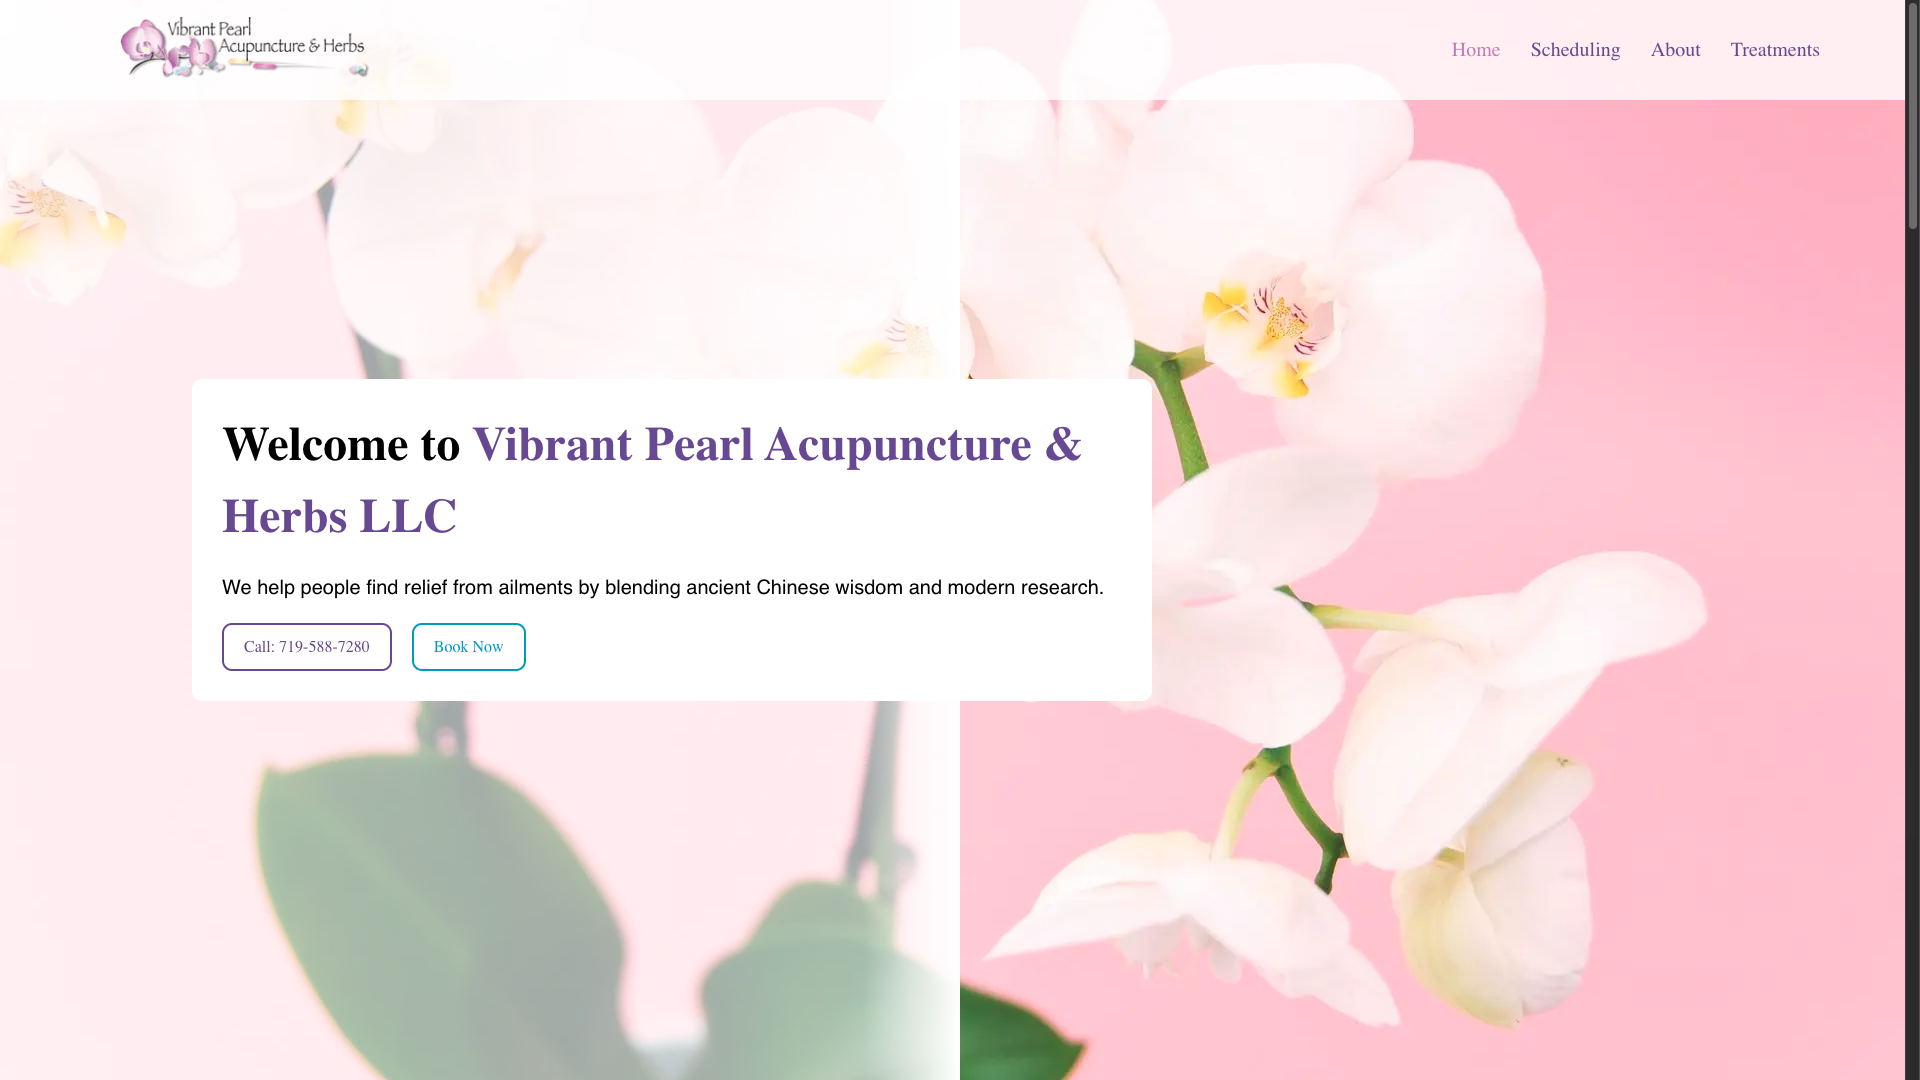 Vibrant Pearl
Acupuncture & Herbs
Home Scheduling About Treatments
Welcome to Vibrant Pearl Acupuncture &
Herbs LLC
We help people find relief from ailments by blending ancient Chinese wisdom and modern research.
Call: 719-588-7280 Book Now